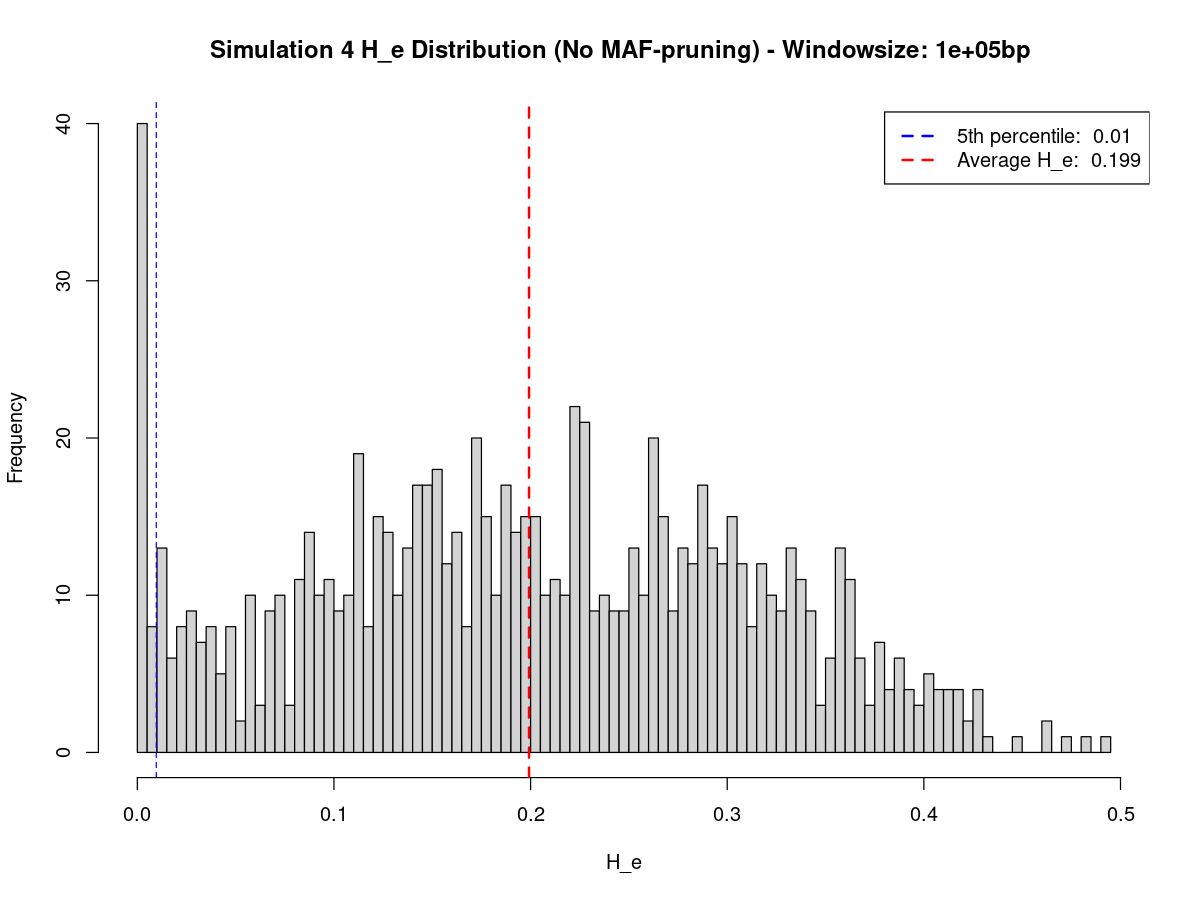 Simulation 4 H_e Distribution (No MAF-pruning) - Windowsize: 1e+05bp
5th percentile:  0.01
Average H_e:  0.199
Frequency
40
30
20
10
0
0.0 0.1 0.2 0.3 0.4 0.5
H_e